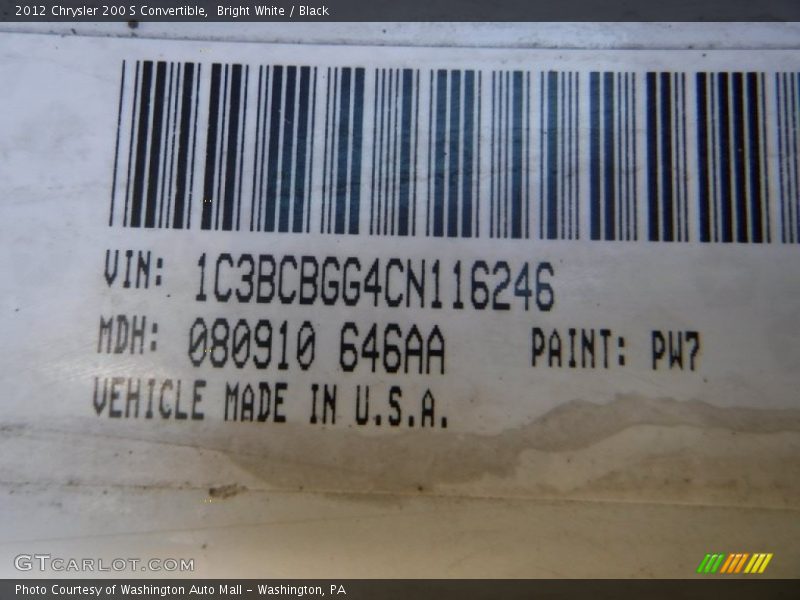 2012 Chrysler 200 S Convertible,  Bright White / Black
VIN: 1C3BCBGG4CN116246
MDH: 080910 646AA PAINT: PW7
VEHICLE MADE IN U.S.A.
GTCARLOT.COM
Photo Courtesy of Washington Auto Mall - Washington, PA